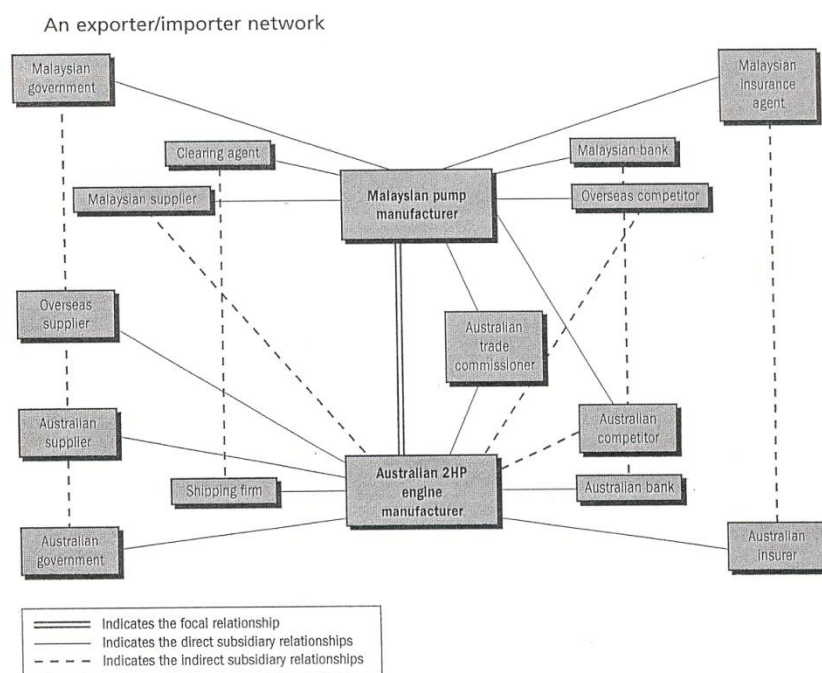 An exporter/importer network
Malaysian
government
Malaysian
insurance
agent
Clearing agent
Malaysian bank
Malaysian supplier
Malaysian pump
manufacturer
Overseas competitor
Overseas
supplier
Australian
trade
commissioner
Australian
supplier
Australian
competitor
Shipping firm
Australian 2HP
engine
manufacturer
Australian bank
Australian
government
Australian
insurer
Indicates the focal relationship
Indicates the direct subsidiary relationships
Indicates the indirect subsidiary relationships